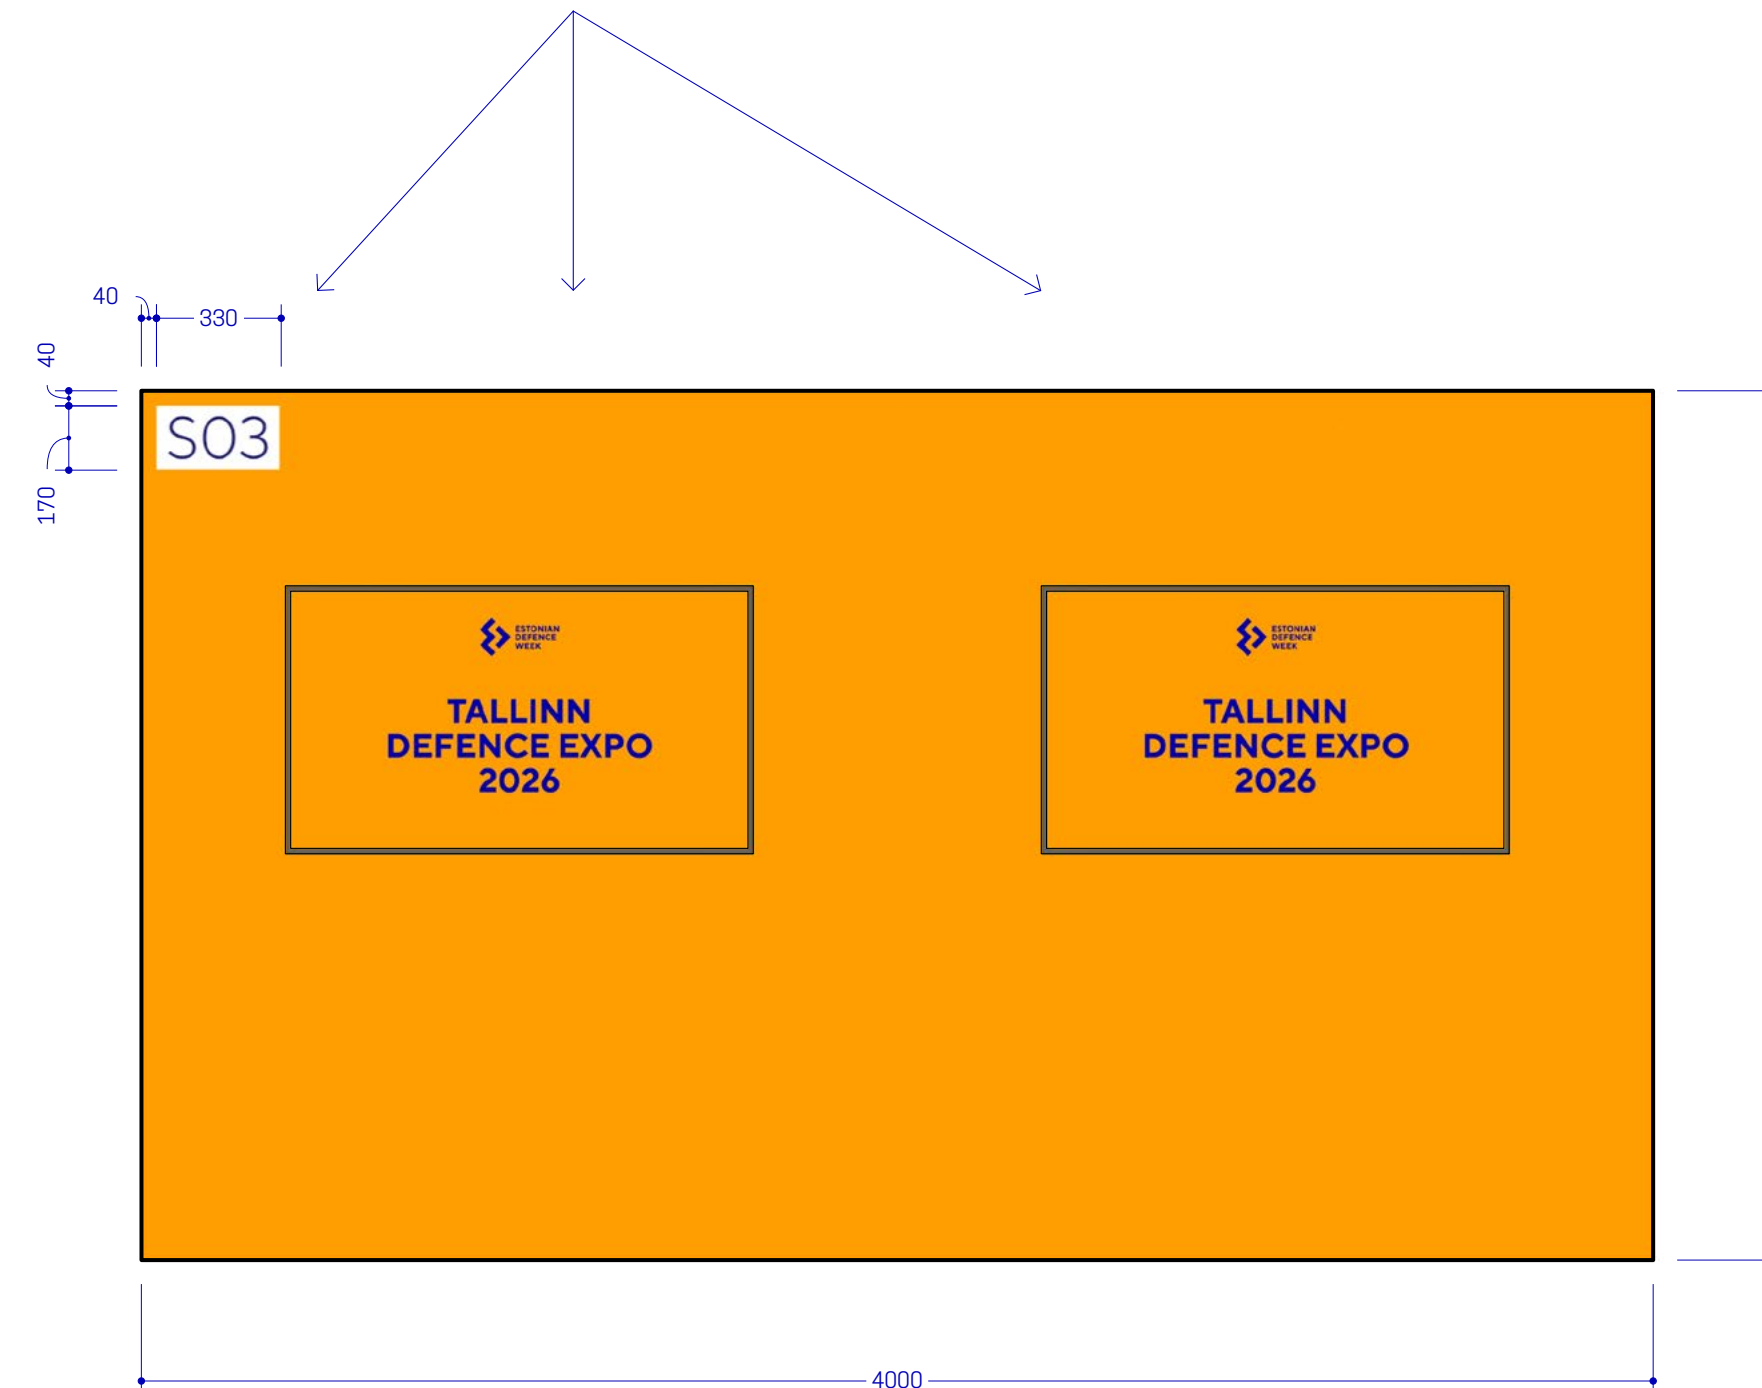 40
330
40
170
S03
ESTONIAN
DEFENCE
WEEK
TALLINN
DEFENCE EXPO
2026
ESTONIAN
DEFENCE
WEEK
TALLINN
DEFENCE EXPO
2026
4000